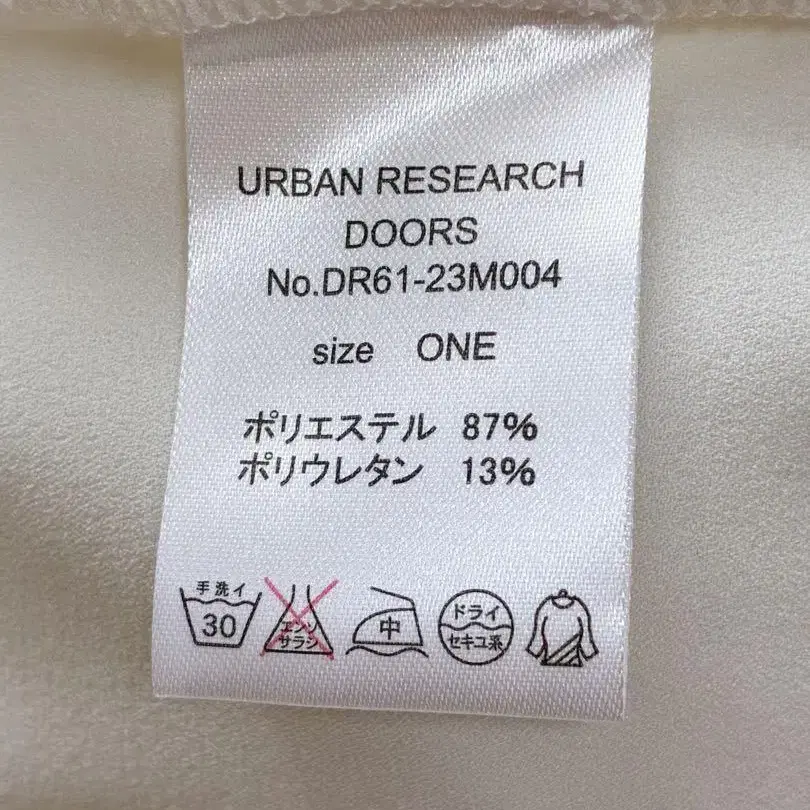 URBAN RESEARCH
DOORS
No.DR61-23M004
size ONE
ポリエステル 87%
ポリウレタン 13%
手洗イ
30
エンソ
サラシ
中
ドライ
セキユ系